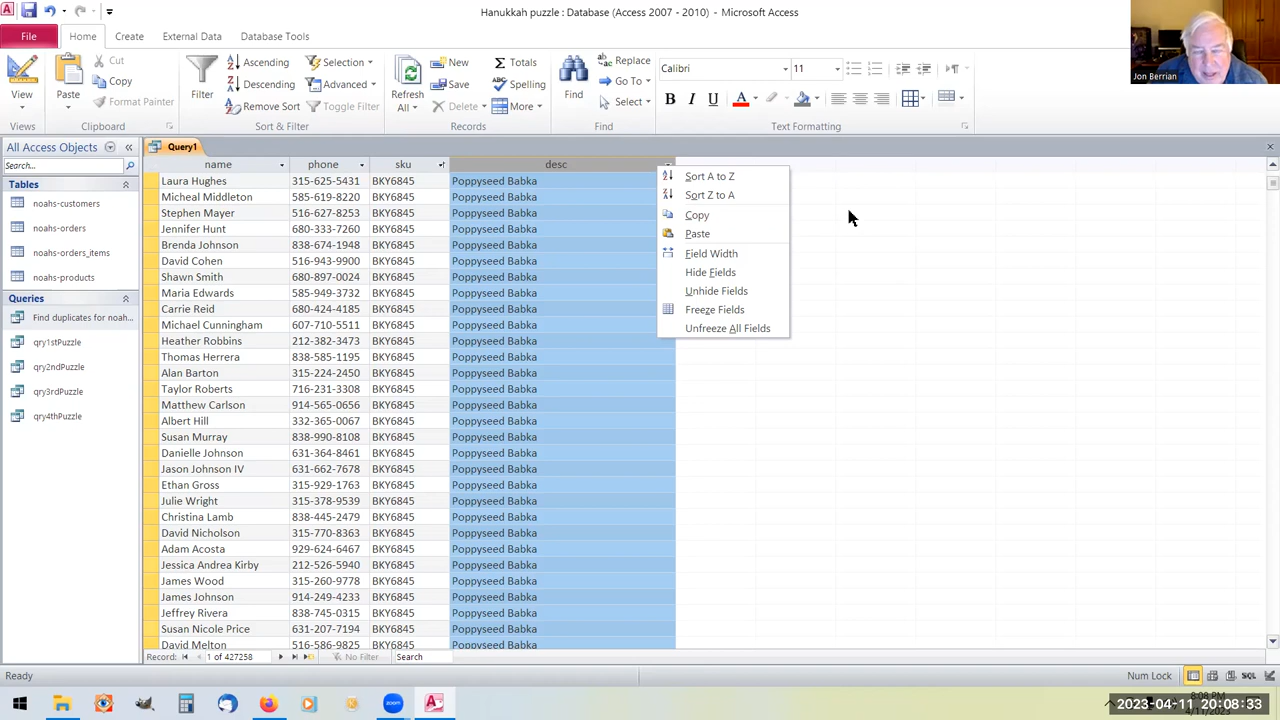 Hanukkah puzzle : Database (Access 2007 - 2010) - Microsoft Access
File Home Create External Data Database Tools
View
Views
Paste
Cut
Copy
Format Painter
Clipboard
Filter
Ascending
Descending
Remove Sort
Selection
Advanced
Toggle Filter
Sort & Filter
Refresh All
New
Save
Delete
Totals
Spelling
More
Records
Find
Replace
Go To
Select
Find
Calibri 11
B I U
Text Formatting
Jon Berrian
All Access Objects
Search...
Tables
noahs-customers
noahs-orders
noahs-orders_items
noahs-products
Queries
Find duplicates for noah...
qry1stPuzzle
qry2ndPuzzle
qry3rdPuzzle
qry4thPuzzle
Query1
name phone sku desc
Laura Hughes 315-625-5431 BKY6845 Poppyseed Babka
Micheal Middleton 585-619-8220 BKY6845 Poppyseed Babka
Stephen Mayer 516-627-8253 BKY6845 Poppyseed Babka
Jennifer Hunt 680-333-7260 BKY6845 Poppyseed Babka
Brenda Johnson 838-674-1948 BKY6845 Poppyseed Babka
David Cohen 516-943-9900 BKY6845 Poppyseed Babka
Shawn Smith 680-897-0024 BKY6845 Poppyseed Babka
Maria Edwards 585-949-3732 BKY6845 Poppyseed Babka
Carrie Reid 680-424-4185 BKY6845 Poppyseed Babka
Michael Cunningham 607-710-5511 BKY6845 Poppyseed Babka
Heather Robbins 212-382-3473 BKY6845 Poppyseed Babka
Thomas Herrera 838-585-1195 BKY6845 Poppyseed Babka
Alan Barton 315-224-2450 BKY6845 Poppyseed Babka
Taylor Roberts 716-231-3308 BKY6845 Poppyseed Babka
Matthew Carlson 914-565-0656 BKY6845 Poppyseed Babka
Albert Hill 332-365-0067 BKY6845 Poppyseed Babka
Susan Murray 838-990-8108 BKY6845 Poppyseed Babka
Danielle Johnson 631-364-8461 BKY6845 Poppyseed Babka
Jason Johnson IV 631-662-7678 BKY6845 Poppyseed Babka
Ethan Gross 315-929-1763 BKY6845 Poppyseed Babka
Julie Wright 315-378-9539 BKY6845 Poppyseed Babka
Christina Lamb 838-445-2479 BKY6845 Poppyseed Babka
David Nicholson 315-770-8363 BKY6845 Poppyseed Babka
Adam Acosta 929-624-6467 BKY6845 Poppyseed Babka
Jessica Andrea Kirby 212-526-5940 BKY6845 Poppyseed Babka
James Wood 315-260-9778 BKY6845 Poppyseed Babka
James Johnson 914-249-4233 BKY6845 Poppyseed Babka
Jeffrey Rivera 838-745-0315 BKY6845 Poppyseed Babka
Susan Nicole Price 631-207-7194 BKY6845 Poppyseed Babka
David Melton 516-586-9825 BKY6845 Poppyseed Babka
Sort A to Z
Sort Z to A
Copy
Paste
Field Width
Hide Fields
Unhide Fields
Freeze Fields
Unfreeze All Fields
Record: 1 of 427258 No Filter Search
Ready Num Lock SQL
2023-04-11 20:08:33